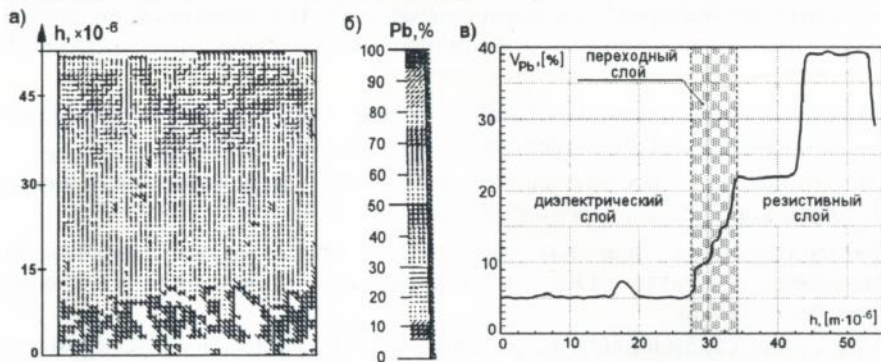 а)
h, ×10⁻⁶
45
30
15
0
б)
Pb,%
100
90
80
70
60
50
40
30
20
10
0
в)
V_Pb,[%]
переходный
слой
диэлектрический
слой
резистивный
слой
40
30
20
10
0
0 10 20 30 40 50
h,[m·10⁻⁶]